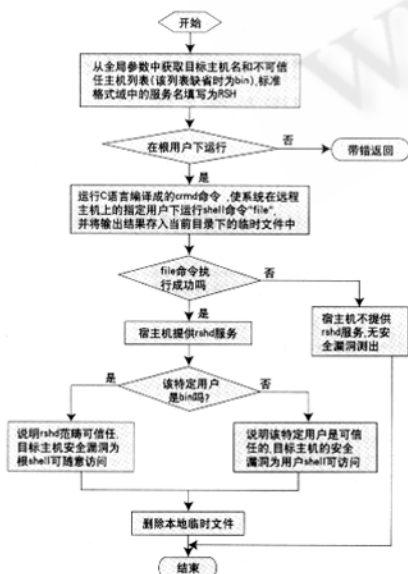 开始
从全局参数中获取目标主机名和不可信
任主机列表(该列表缺省时为bin),标准
格式域中的服务名填写为RSH
在根用户下运行
否
带错返回
是
运行C语言编译成的crmd命令,使系统在远程
主机上的指定用户下运行shell命令"file",
并将输出结果存入当前目录下的临时文件中
file命令执
行成功吗
否
是
宿主机提供rshd服务
宿主机不提供
rshd服务,无安
全漏洞测出
该特定用户
是bin吗?
是
否
说明rshd范畴可信任,
目标主机安全漏洞为
根shell可随意访问
说明该特定用户是可信
任的,目标主机的安全
漏洞为用户shell可访问
删除本地临时文件
结束